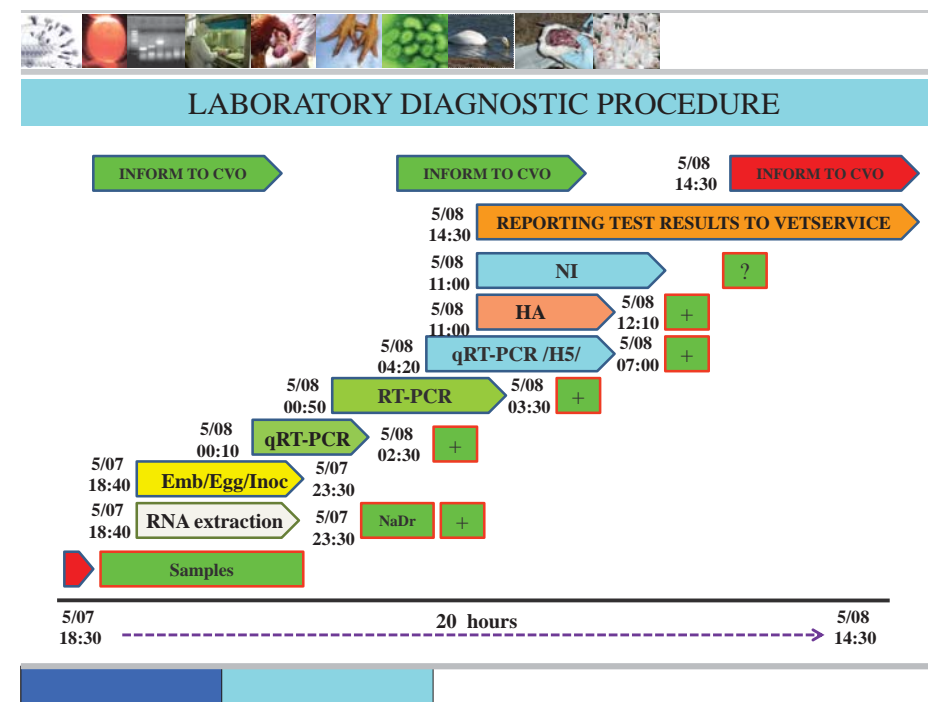 LABORATORY DIAGNOSTIC PROCEDURE
INFORM TO CVO
INFORM TO CVO
5/08
14:30
INFORM TO CVO
5/08
14:30
REPORTING TEST RESULTS TO VETSERVICE
5/08
11:00
NI
?
5/08
11:00
HA
5/08
12:10
+
5/08
04:20
qRT-PCR /H5/
5/08
07:00
+
5/08
00:50
RT-PCR
5/08
03:30
+
5/08
00:10
qRT-PCR
5/08
02:30
+
5/07
18:40
Emb/Egg/Inoc
5/07
23:30
5/07
18:40
RNA extraction
5/07
23:30
NaDr
+
Samples
5/07
18:30
20 hours
5/08
14:30